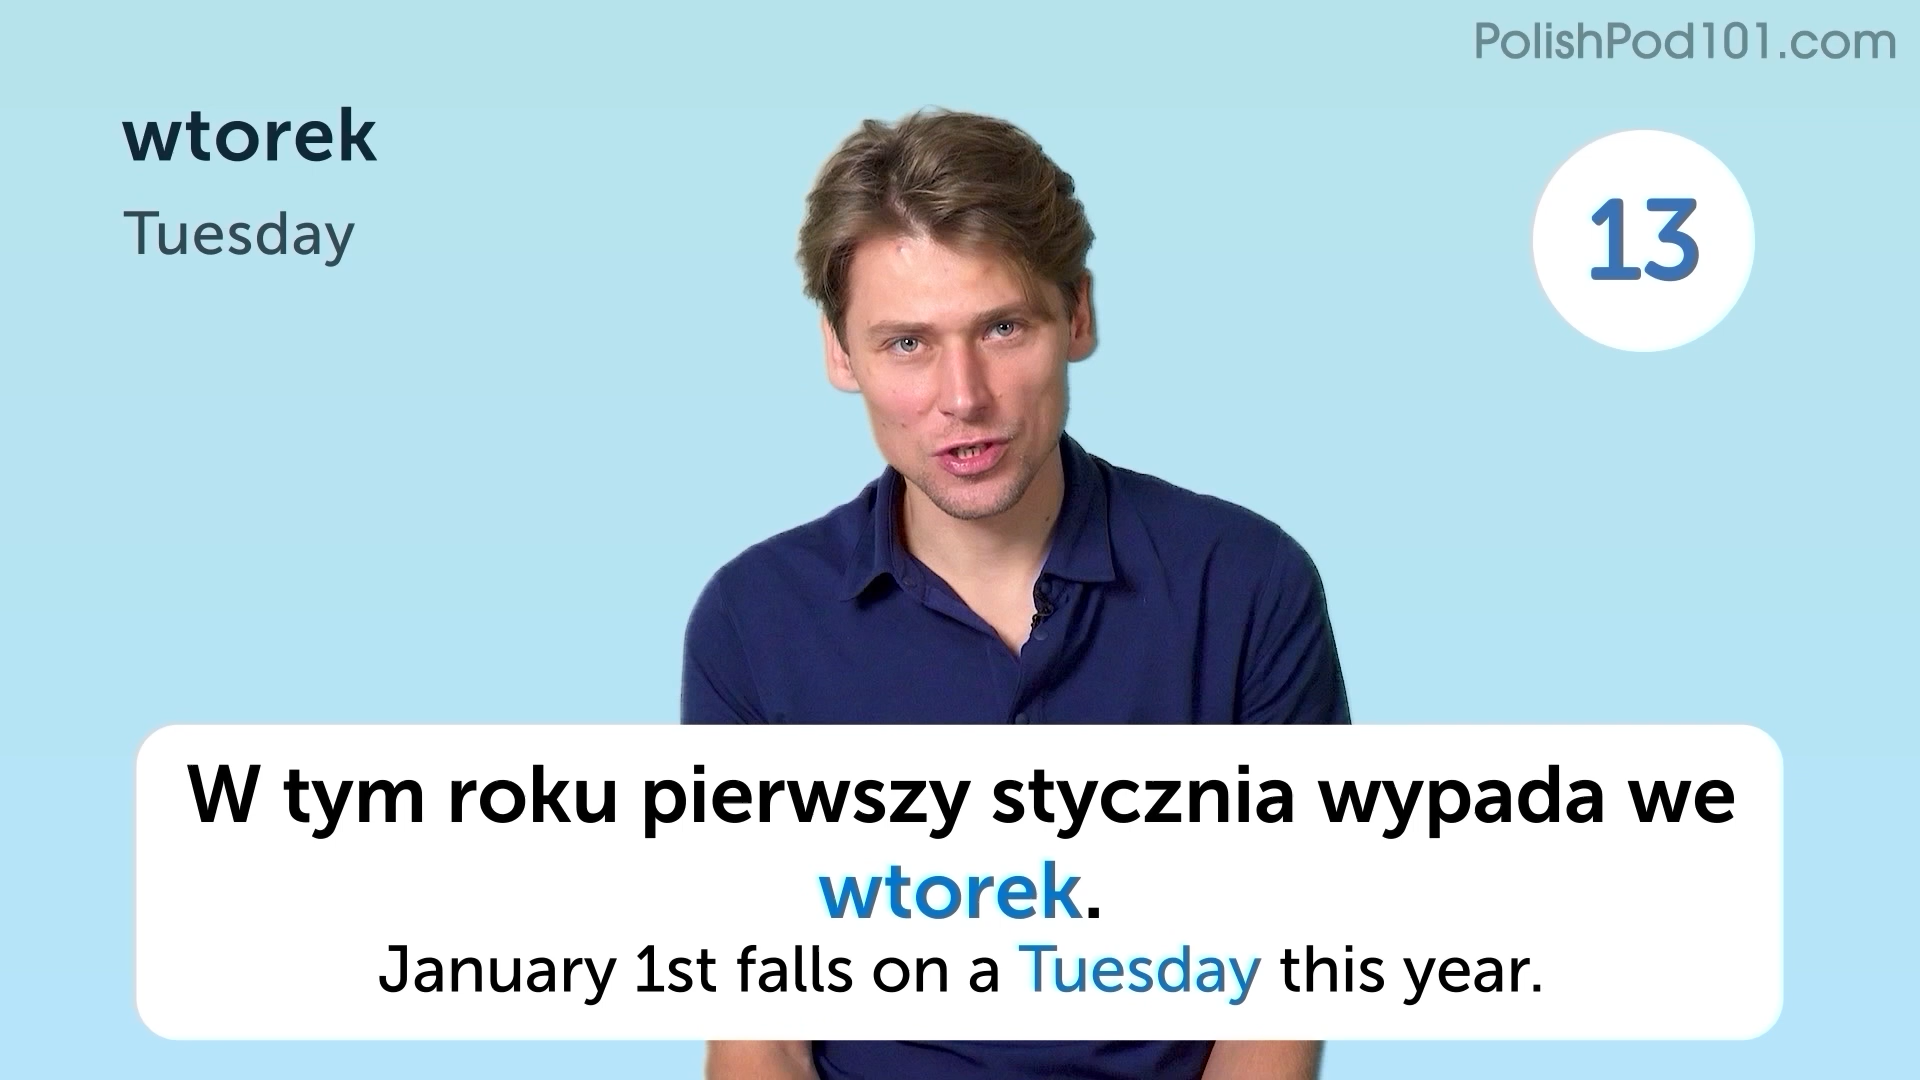 PolishPod101.com
wtorek
Tuesday
13
W tym roku pierwszy stycznia wypada we
wtorek.
January 1st falls on a Tuesday this year.